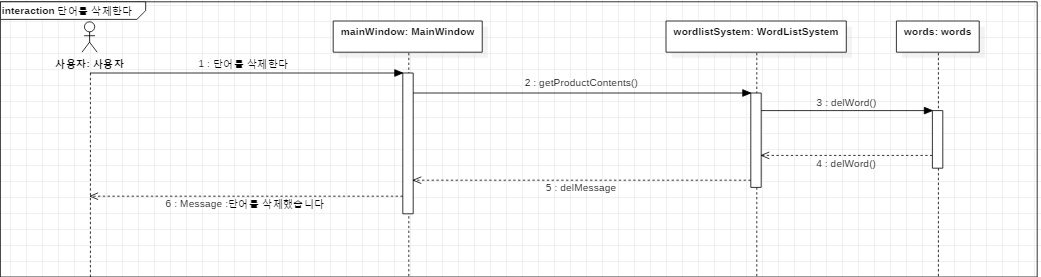 interaction 단어를 삭제한다
mainWindow: MainWindow
wordlistSystem: WordListSystem
words: words
사용자: 사용자
1 : 단어를 삭제한다
2 : getProductContents()
3 : delWord()
4 : delWord()
5 : delMessage
6 : Message :단어를 삭제했습니다